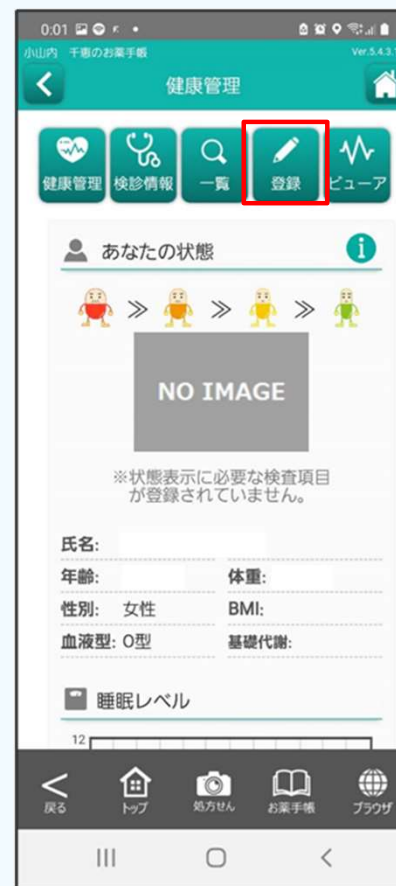 0:01
小山内 千恵のお薬手帳 Ver.5.4.3.1
健康管理
健康管理 検診情報 一覧 登録 ビューア
あなたの状態 i
≫ ≫ ≫
NO IMAGE
※状態表示に必要な検査項目
が登録されていません。
氏名:
年齢: 体重:
性別: 女性 BMI:
血液型: O型 基礎代謝:
睡眠レベル
12
戻る トップ 処方せん お薬手帳 ブラウザ